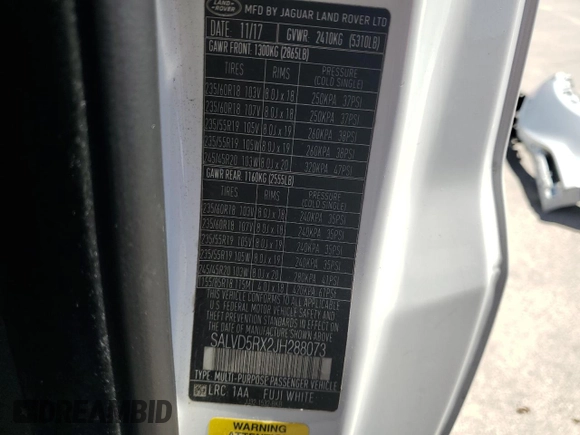 LAND ROVER
MFD BY JAGUAR LAND ROVER LTD
DATE: 11/17 GVWR 2410KG (5310LB)
GAWR FRONT 1300KG (2865LB)
TIRES RIMS PRESSURE (COLD SINGLE)
235/60R18 103V 8.0J x 18 250KPA 37PSI
235/60R18 107V 8.0J x 18 250KPA 37PSI
235/55R19 105V 8.0J x 19 260KPA 38PSI
235/55R19 105W 8.0J x 19 260KPA 38PSI
245/45R20 103W 8.0J x 20 320KPA 47PSI
GAWR REAR 1160KG (2555LB)
TIRES RIMS PRESSURE (COLD SINGLE)
235/60R18 103V 8.0J x 18 240KPA 35PSI
235/60R18 107V 8.0J x 18 240KPA 35PSI
235/55R19 105V 8.0J x 19 240KPA 35PSI
235/55R19 105W 8.0J x 19 240KPA 35PSI
245/45R20 103W 8.0J x 20 280KPA 41PSI
THIS VEHICLE CONFORMS TO ALL APPLICABLE
U.S. FEDERAL MOTOR VEHICLE
SAFETY, BUMPER, AND THEFT
PREVENTION STANDARDS IN
EFFECT ON THE DATE OF
MANUFACTURE SHOWN ABOVE
SALVD5RX2JH288073
TYPE: MULTI-PURPOSE PASSENGER VEHICLE
LRC 1AA FUJI WHITE
WARNING